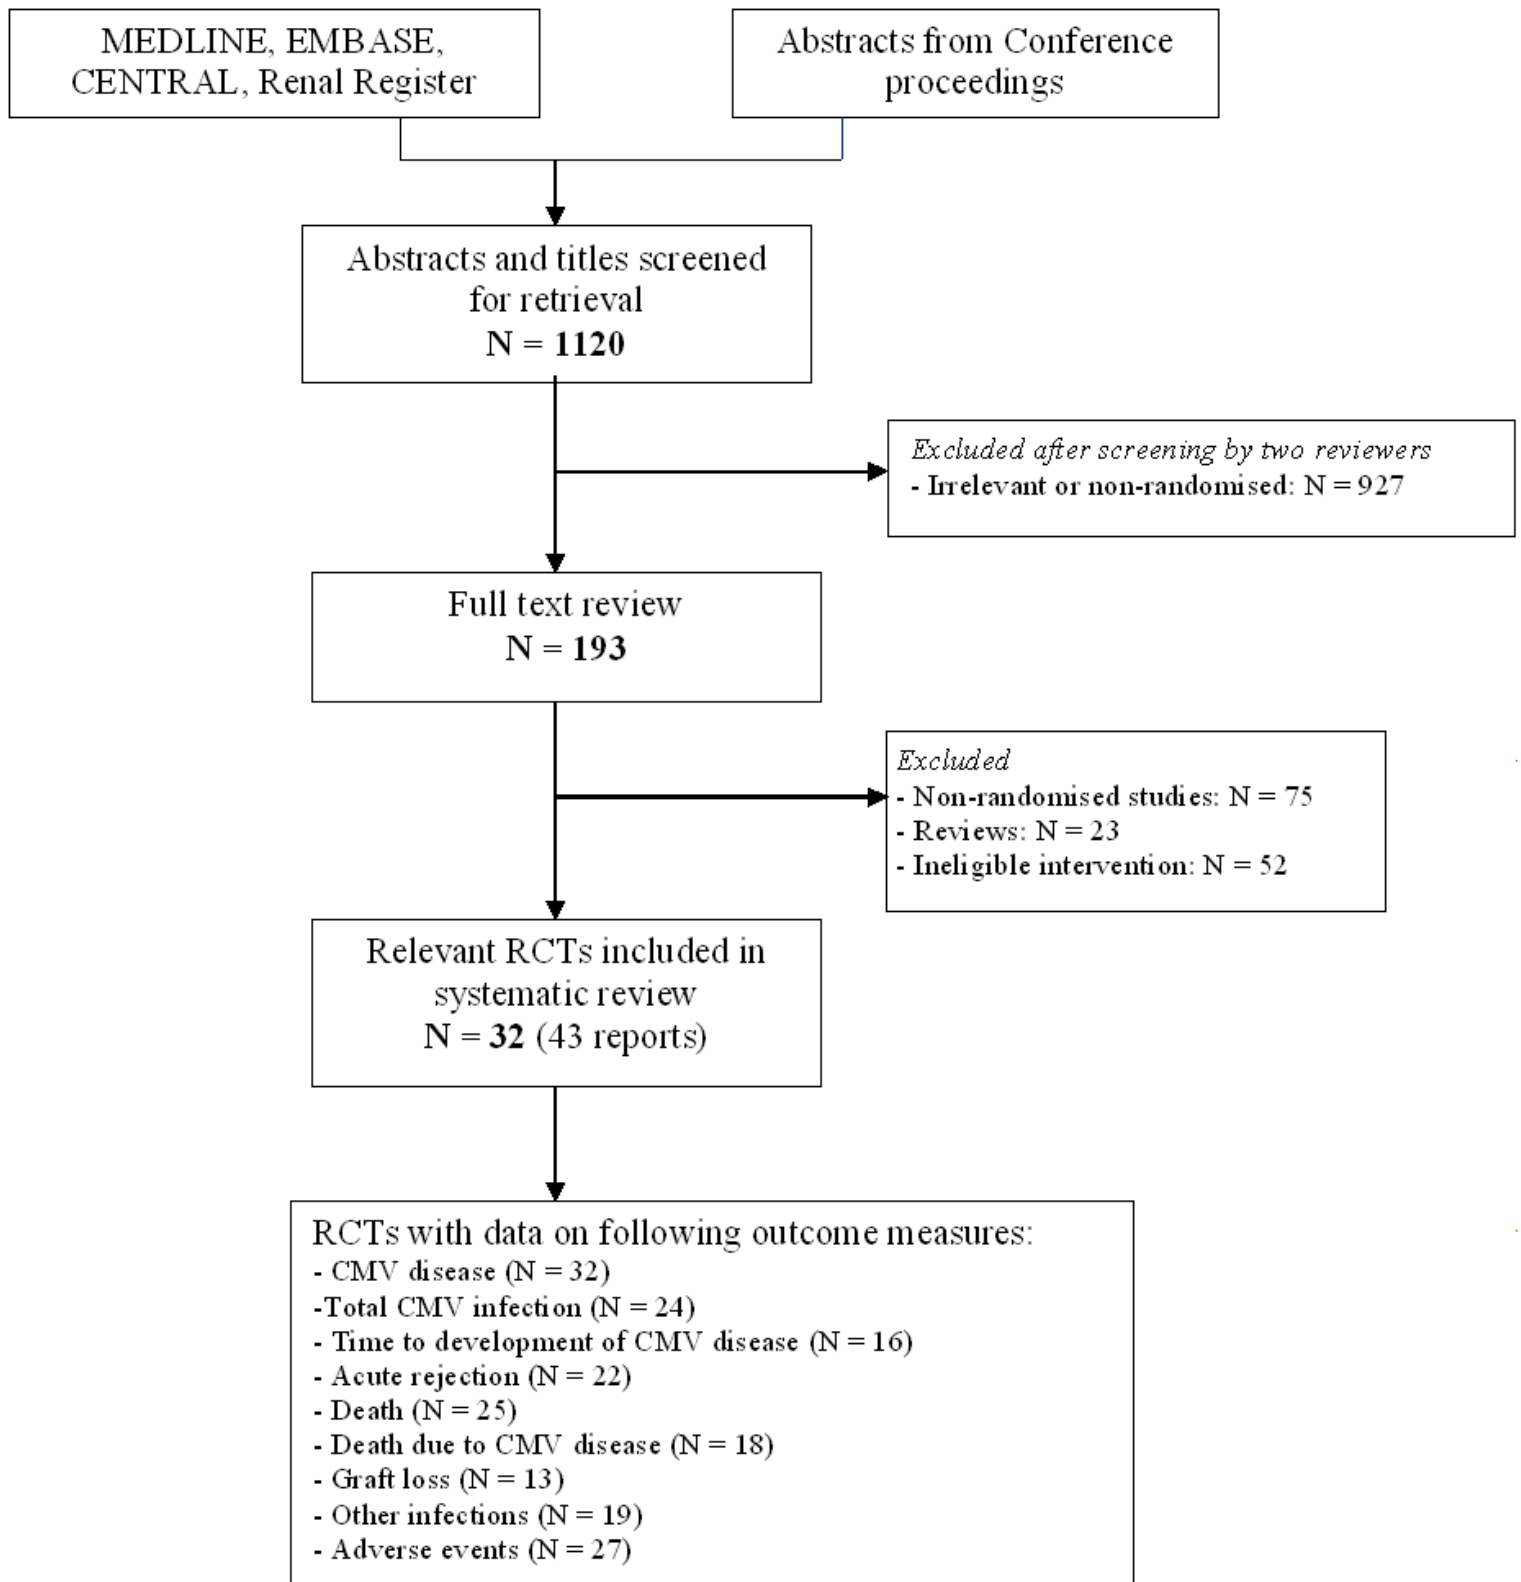 MEDLINE, EMBASE,
CENTRAL, Renal Register
Abstracts from Conference
proceedings
Abstracts and titles screened
for retrieval
N = 1120
Excluded after screening by two reviewers
- Irrelevant or non-randomised: N = 927
Full text review
N = 193
Excluded
- Non-randomised studies: N = 75
- Reviews: N = 23
- Ineligible intervention: N = 52
Relevant RCTs included in
systematic review
N = 32 (43 reports)
RCTs with data on following outcome measures:
- CMV disease (N = 32)
-Total CMV infection (N = 24)
- Time to development of CMV disease (N = 16)
- Acute rejection (N = 22)
- Death (N = 25)
- Death due to CMV disease (N = 18)
- Graft loss (N = 13)
- Other infections (N = 19)
- Adverse events (N = 27)